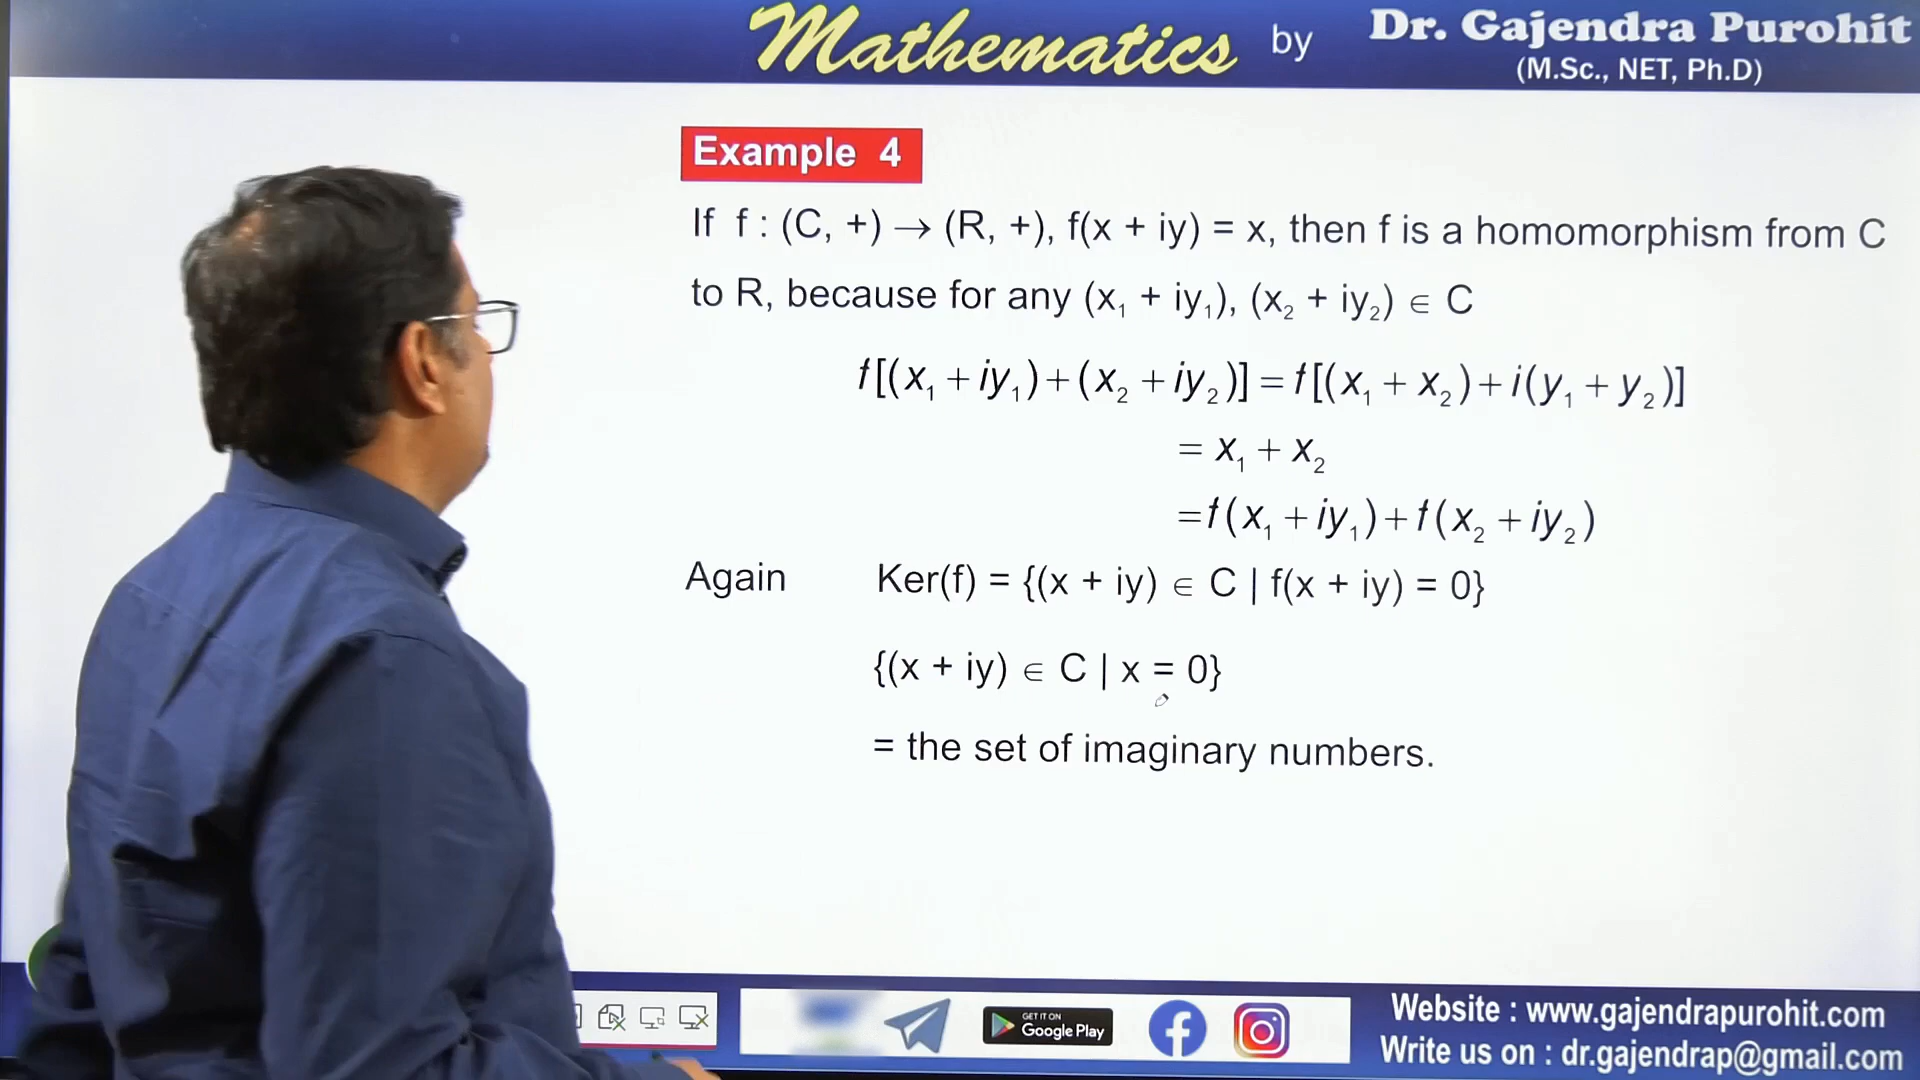 Mathematics by Dr. Gajendra Purohit
(M.Sc., NET, Ph.D)
Example 4
If f : (C, +) → (R, +), f(x + iy) = x, then f is a homomorphism from C
to R, because for any (x₁ + iy₁), (x₂ + iy₂) ∈ C
f[(x₁ + iy₁) + (x₂ + iy₂)] = f[(x₁ + x₂) + i(y₁ + y₂)]
= x₁ + x₂
=f(x₁ + iy₁) + f(x₂ + iy₂)
Again Ker(f) = {(x + iy) ∈ C | f(x + iy) = 0}
{(x + iy) ∈ C | x = 0}
= the set of imaginary numbers.
GET IT ON
Google Play
Website : www.gajendrapurohit.com
Write us on : dr.gajendrap@gmail.com